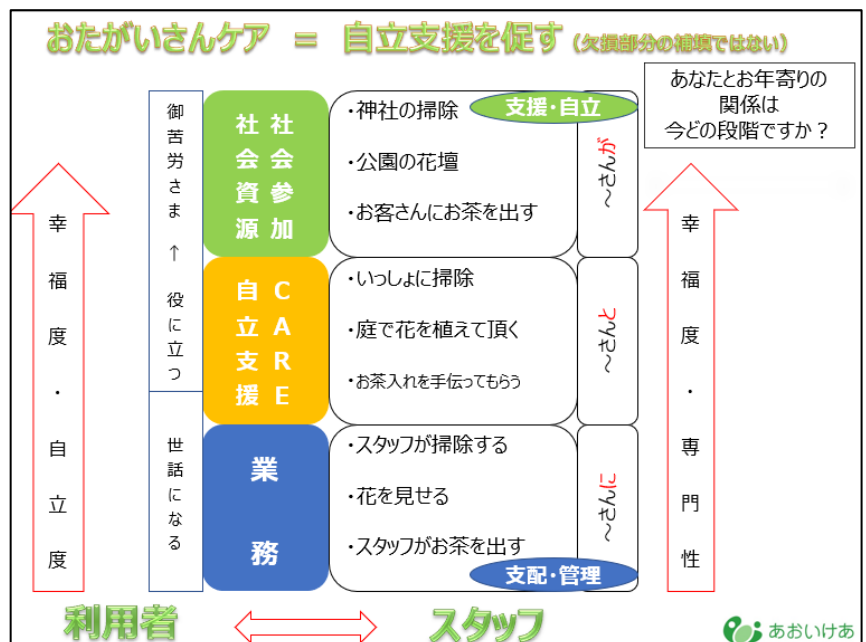 おたがいさんケア ＝ 自立支援を促す（欠損部分の補填ではない）
あなたとお年寄りの
関係は
今どの段階ですか？
幸福度・自立度
御苦労さま ↑ 役に立つ
世話になる
社会参加
社会資源
・神社の掃除
・公園の花壇
・お客さんにお茶を出す
支援・自立
～さんが
CARE
自立支援
・いっしょに掃除
・庭で花を植えて頂く
・お茶入れを手伝ってもらう
～さんと
業務
・スタッフが掃除する
・花を見せる
・スタッフがお茶を出す
～さんに
支配・管理
幸福度・専門性
利用者
スタッフ
あおいけあ